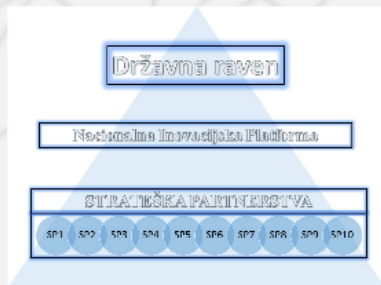 Državna raven
Nacionalna Inovacijska Platforma
STRATEŠKA PARTNERSTVA
SP1 SP2 SP3 SP4 SP5 SP6 SP7 SP8 SP9 SP10